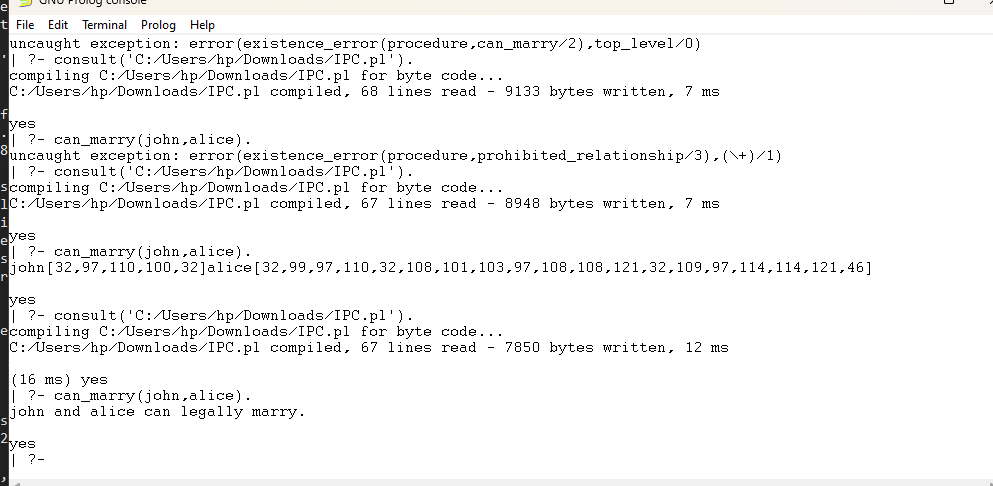 GNU Prolog console
File Edit Terminal Prolog Help
uncaught exception: error(existence_error(procedure,can_marry/2),top_level/0)
| ?- consult('C:/Users/hp/Downloads/IPC.pl').
compiling C:/Users/hp/Downloads/IPC.pl for byte code...
C:/Users/hp/Downloads/IPC.pl compiled, 68 lines read - 9133 bytes written, 7 ms
yes
| ?- can_marry(john,alice).
uncaught exception: error(existence_error(procedure,prohibited_relationship/3),(\+)/1)
| ?- consult('C:/Users/hp/Downloads/IPC.pl').
compiling C:/Users/hp/Downloads/IPC.pl for byte code...
C:/Users/hp/Downloads/IPC.pl compiled, 67 lines read - 8948 bytes written, 7 ms
yes
| ?- can_marry(john,alice).
john[32,97,110,100,32]alice[32,99,97,110,32,108,101,103,97,108,108,121,32,109,97,114,114,121,46]
yes
| ?- consult('C:/Users/hp/Downloads/IPC.pl').
compiling C:/Users/hp/Downloads/IPC.pl for byte code...
C:/Users/hp/Downloads/IPC.pl compiled, 67 lines read - 7850 bytes written, 12 ms
(16 ms) yes
| ?- can_marry(john,alice).
john and alice can legally marry.
yes
| ?-